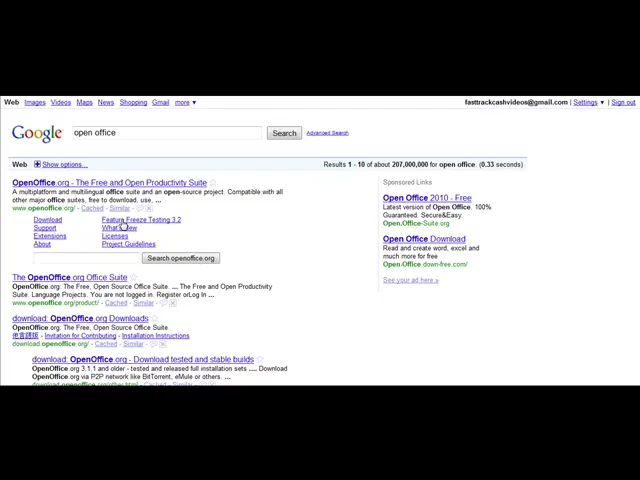 Web Images Videos Maps News Shopping Gmail more ▼ fasttrackcashvideos@gmail.com | Settings ▼ | Sign out
Google open office Search Advanced Search
Web Show options... Results 1 - 10 of about 207,000,000 for open office. (0.33 seconds)
OpenOffice.org - The Free and Open Productivity Suite
A multiplatform and multilingual office suite and an open-source project. Compatible with all
other major office suites, free to download, use, ...
www.openoffice.org/ - Cached - Similar
Download Feature Freeze Testing 3.2
Support
Extensions Licenses
About Project Guidelines
Search openoffice.org
The OpenOffice.org Office Suite
OpenOffice.org: The Free, Open Source Office Suite. ... The Free and Open Productivity
Suite. Language Projects. You are not logged in. Register orLog In ...
www.openoffice.org/product/ - Cached - Similar
download: OpenOffice.org Downloads
OpenOffice.org: The Free, Open Source Office Suite.
Invitation for Contributing - Installation Instructions
download.openoffice.org/ - Cached - Similar
download: OpenOffice.org - Download tested and stable builds
OpenOffice.org 3.1.1 and older - tested and released full installation sets .... Download
OpenOffice.org via P2P network like BitTorrent, eMule or others. ...
download.openoffice.org/other.html - Cached - Similar
Sponsored Links
Open Office 2010 - Free
Latest version of Open Office. 100%
Guaranteed. Secure&Easy.
Open.Office-Suite.org
OpenOffice Download
Read and create word, excel and
much more for free
OpenOffice.down-free.com/
See your ad here »